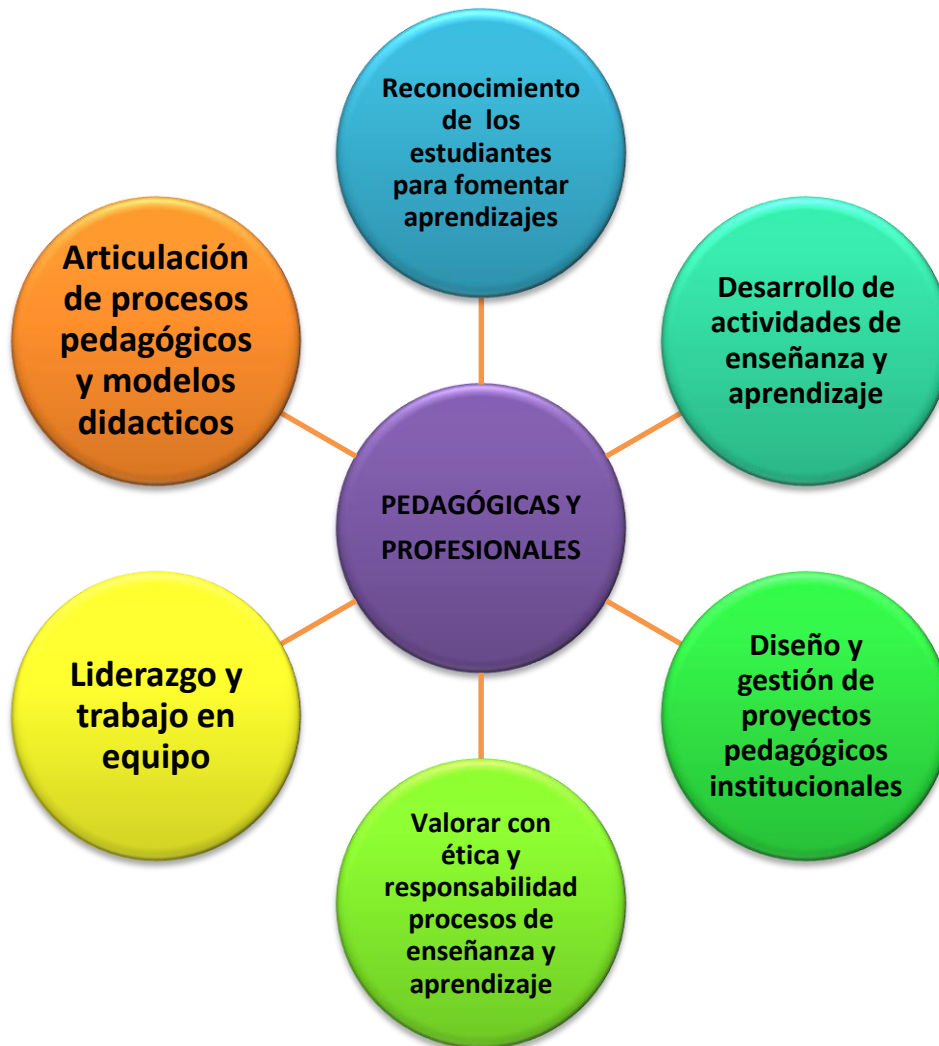 Reconocimiento
de los
estudiantes
para fomentar
aprendizajes
Desarrollo de
actividades de
enseñanza y
aprendizaje
Diseño y
gestión de
proyectos
pedagógicos
institucionales
Valorar con
ética y
responsabilidad
procesos de
enseñanza y
aprendizaje
Liderazgo y
trabajo en
equipo
Articulación
de procesos
pedagógicos
y modelos
didacticos
PEDAGÓGICAS Y
PROFESIONALES